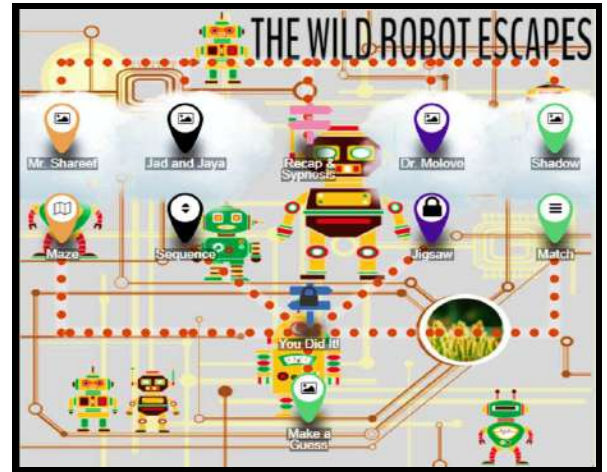 THE WILD ROBOT ESCAPES
Mr. Shareef
Jad and Jaya
Recap &
Sypnosis
Dr. Molovo
Shadow
Maze
Sequence
Jigsaw
Match
You Did It!
Make a
Guess